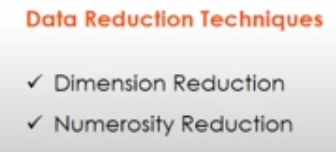 Data Reduction Techniques
✓ Dimension Reduction
✓ Numerosity Reduction